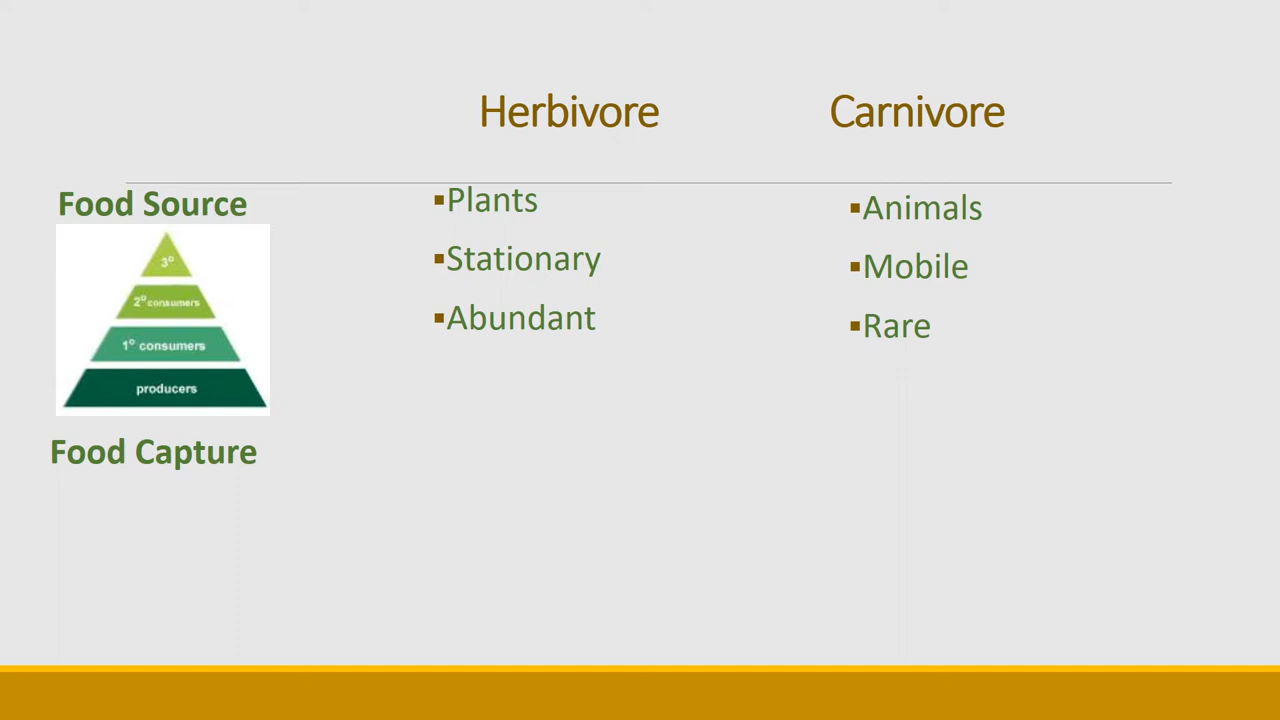 Herbivore
Carnivore
Food Source
3°
2° consumers
1° consumers
producers
Food Capture
▪Plants
▪Stationary
▪Abundant
▪Animals
▪Mobile
▪Rare